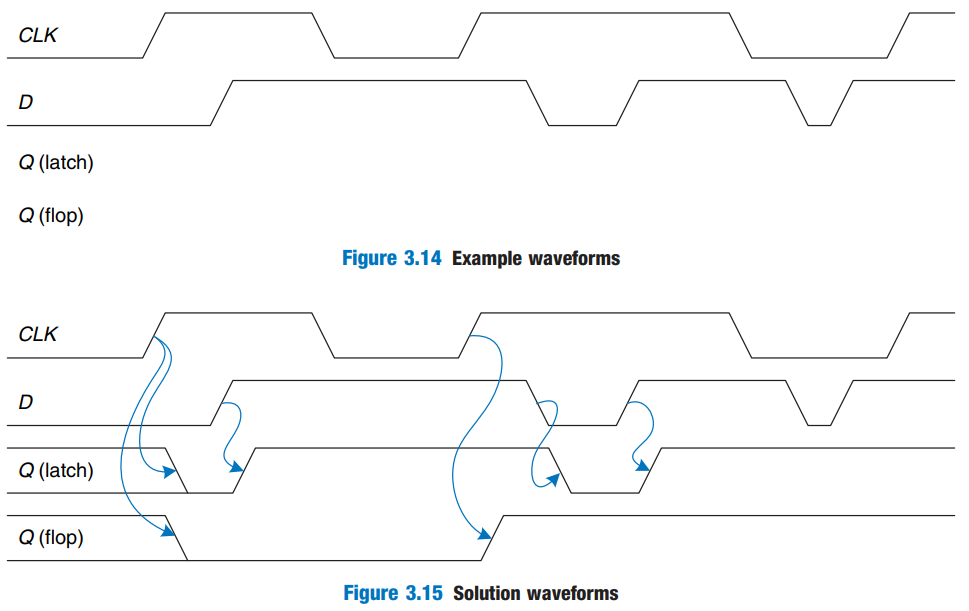 CLK
D
Q (latch)
Q (flop)
Figure 3.14 Example waveforms
CLK
D
Q (latch)
Q (flop)
Figure 3.15 Solution waveforms